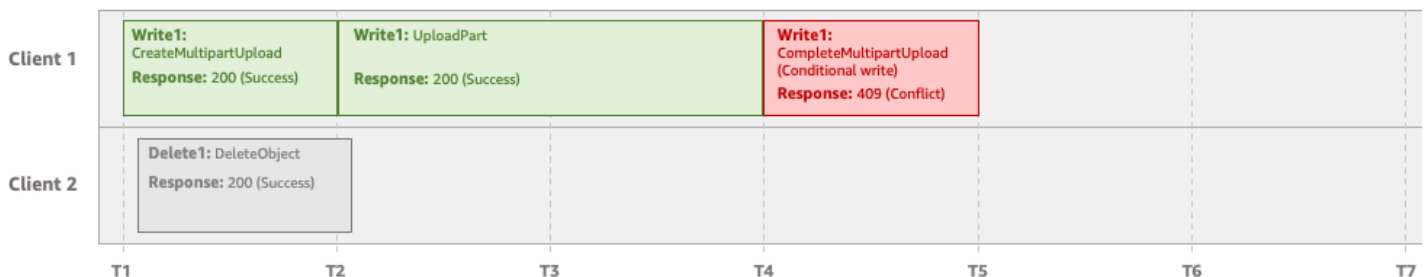 Client 1
Write1:
CreateMultipartUpload
Response: 200 (Success)
Write1: UploadPart
Response: 200 (Success)
Write1:
CompleteMultipartUpload
(Conditional write)
Response: 409 (Conflict)
Client 2
Delete1: DeleteObject
Response: 200 (Success)
T1 T2 T3 T4 T5 T6 T7